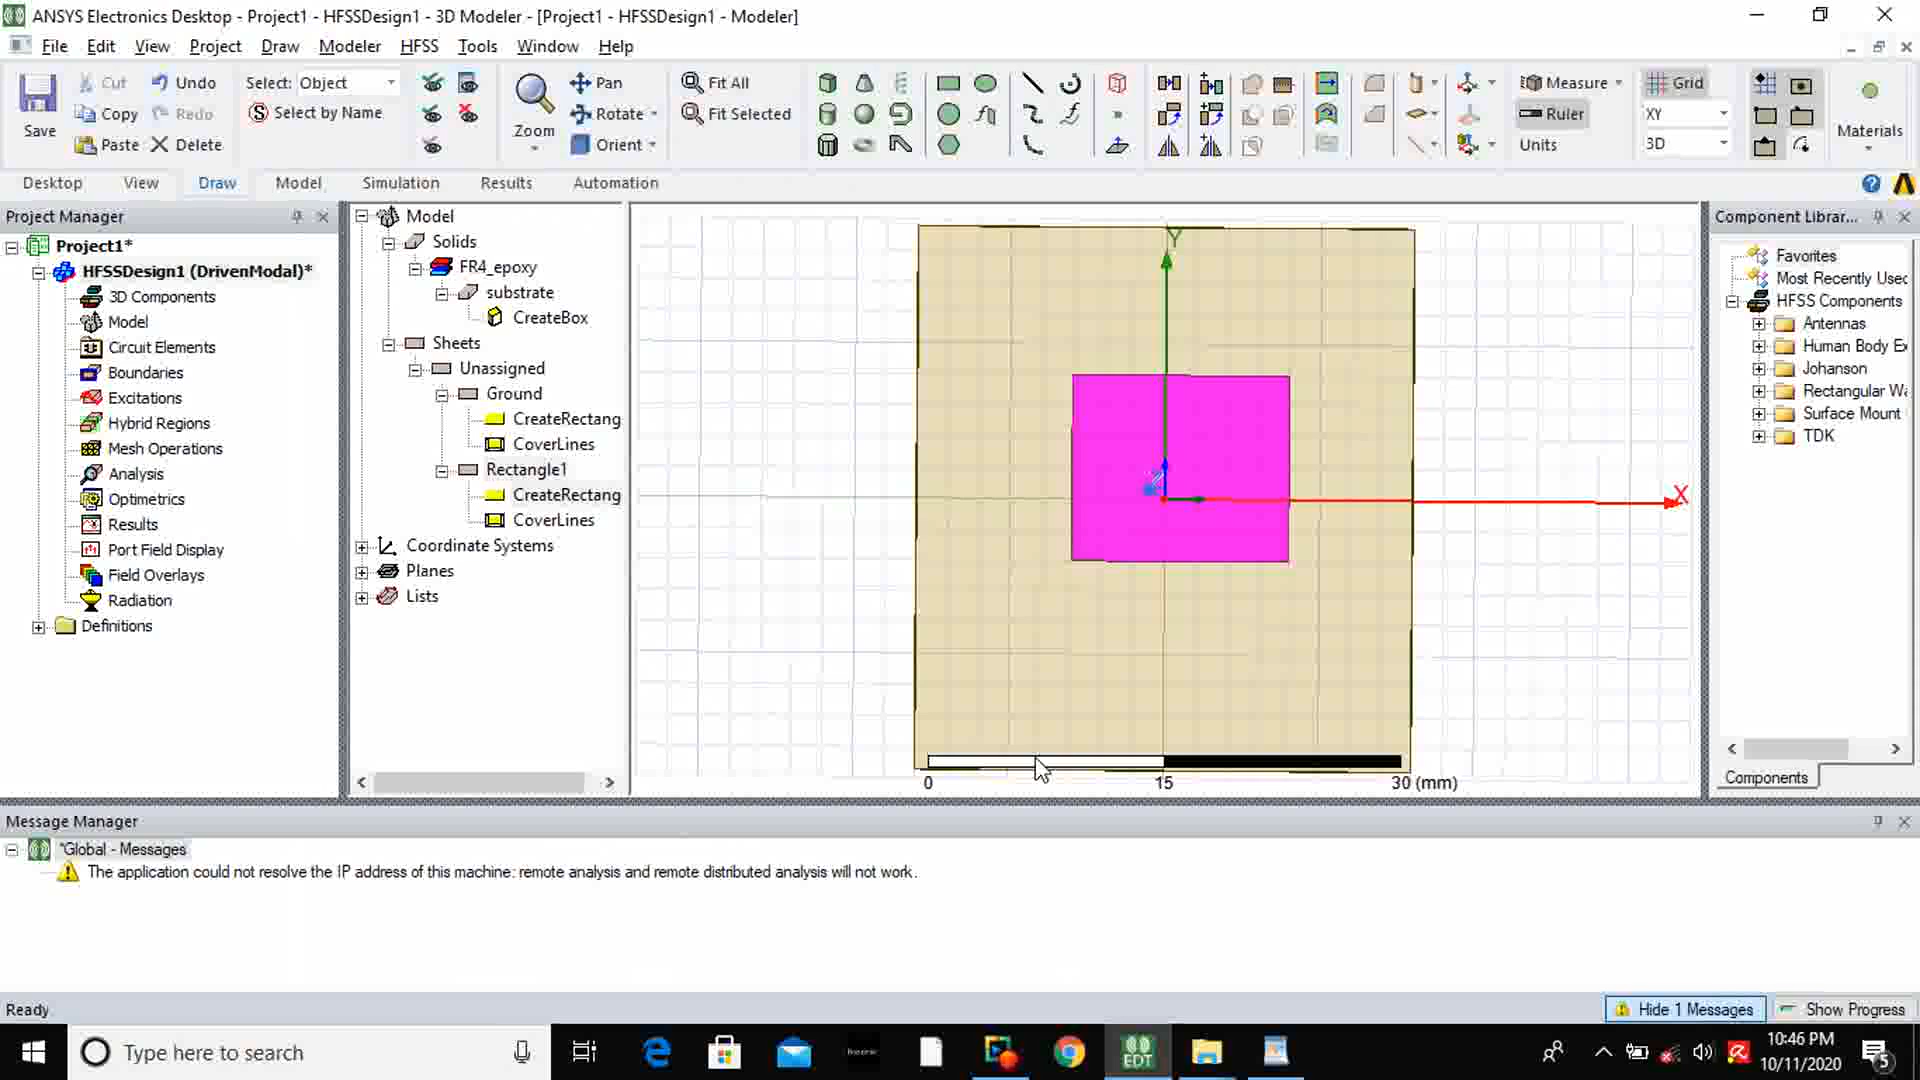 ANSYS Electronics Desktop - Project1 - HFSSDesign1 - 3D Modeler - [Project1 - HFSSDesign1 - Modeler]
File Edit View Project Draw Modeler HFSS Tools Window Help
Save
Cut
Copy
Paste
Undo
Redo
Delete
Select: Object
Select by Name
Zoom
Pan
Rotate
Orient
Fit All
Fit Selected
Measure
Ruler
Units
Grid
XY
3D
Materials
Desktop View Draw Model Simulation Results Automation
Project Manager
Project1*
HFSSDesign1 (DrivenModal)*
3D Components
Model
Circuit Elements
Boundaries
Excitations
Hybrid Regions
Mesh Operations
Analysis
Optimetrics
Results
Port Field Display
Field Overlays
Radiation
Definitions
Model
Solids
FR4_epoxy
substrate
CreateBox
Sheets
Unassigned
Ground
CreateRectang
CoverLines
Rectangle1
CreateRectang
CoverLines
Coordinate Systems
Planes
Lists
Y
X
0 15 30 (mm)
Component Librar...
Favorites
Most Recently Used
HFSS Components
Antennas
Human Body Ex
Johanson
Rectangular Wa
Surface Mount
TDK
Components
Message Manager
*Global - Messages
The application could not resolve the IP address of this machine: remote analysis and remote distributed analysis will not work.
Ready
Hide 1 Messages
Show Progress
Type here to search
EDT
10:46 PM
10/11/2020
5